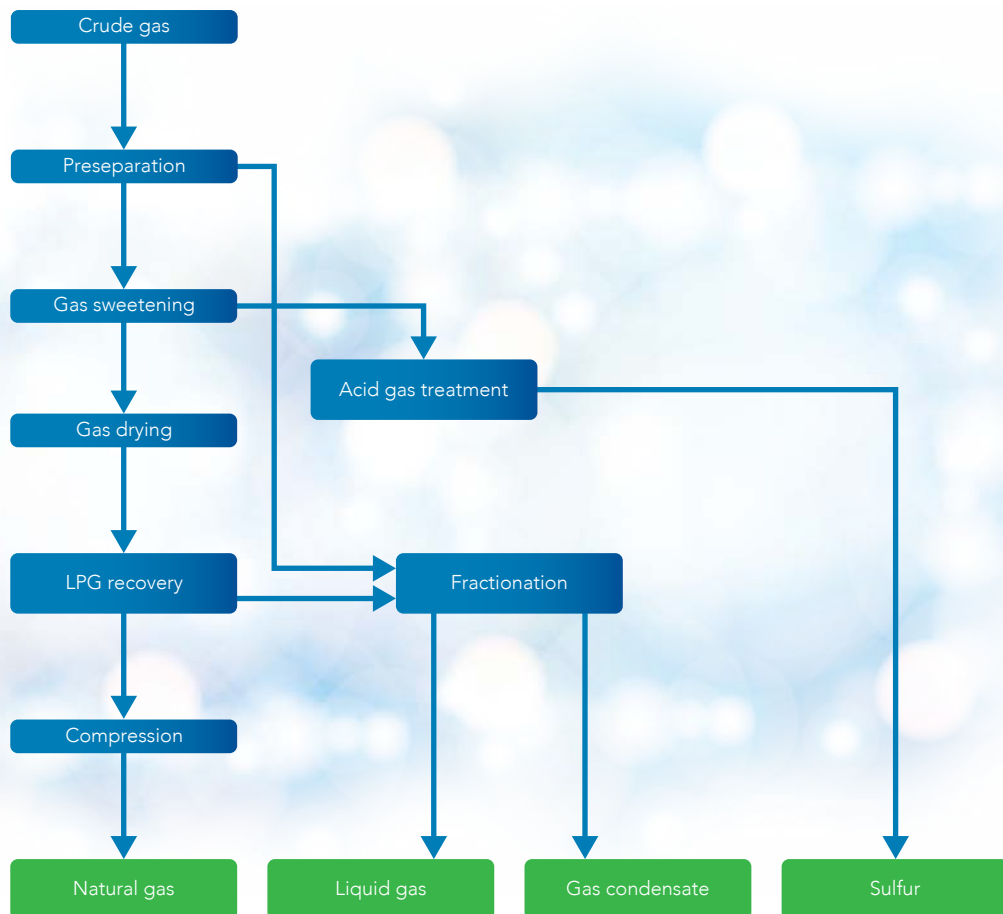 Crude gas
Preseparation
Gas sweetening
Acid gas treatment
Gas drying
LPG recovery
Fractionation
Compression
Natural gas
Liquid gas
Gas condensate
Sulfur